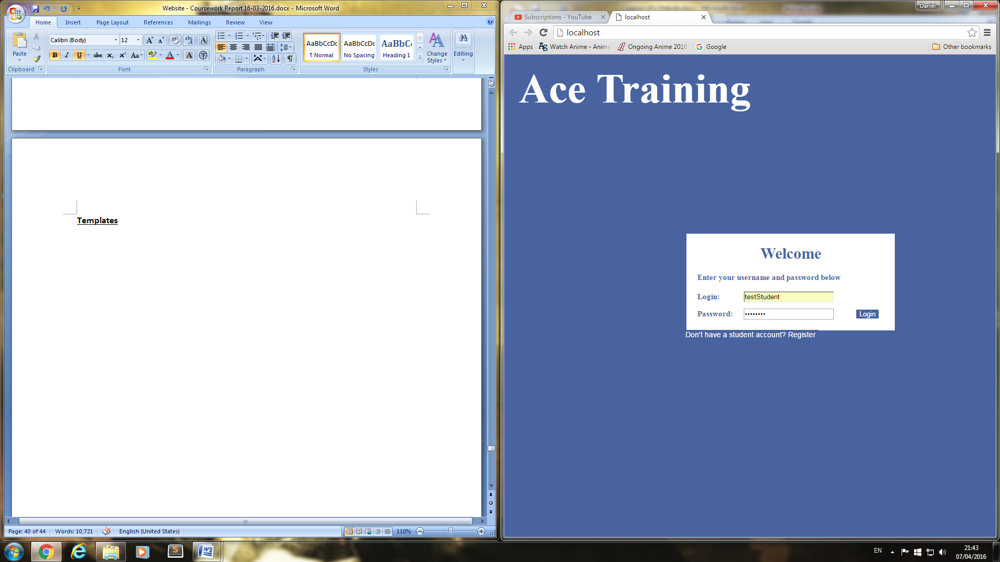 Website - Coursework Report 16-03-2016.docx - Microsoft Word
Home Insert Page Layout References Mailings Review View
Paste
Clipboard
Calibri (Body) 12
Font
Paragraph
AaBbCcDc AaBbCcDc AaBbC
¶ Normal No Spacing Heading 1
Change Styles
Styles
Editing
Templates
Page: 40 of 44 Words: 10,721 English (United States) 110%
Daniel
Subscriptions - YouTube localhost
localhost
Apps Watch Anime - Anime Ongoing Anime 2016 Google Other bookmarks
Ace Training
Welcome
Enter your username and password below
Login: testStudent
Password: •••••••• Login
Don't have a student account? Register
EN 21:43
07/04/2016